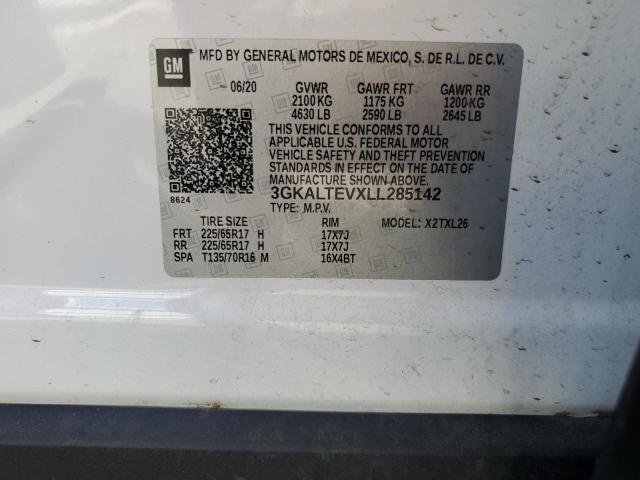 GM MFD BY GENERAL MOTORS DE MEXICO, S. DE R.L. DE C.V.
06/20 GVWR GAWR FRT GAWR RR
2100 KG 1175 KG 1200 KG
4630 LB 2590 LB 2645 LB
THIS VEHICLE CONFORMS TO ALL
APPLICABLE U.S. FEDERAL MOTOR
VEHICLE SAFETY AND THEFT PREVENTION
STANDARDS IN EFFECT ON THE DATE OF
MANUFACTURE SHOWN ABOVE.
3GKALTEVXLL285142
8624 TYPE: M.P.V.
TIRE SIZE RIM MODEL: X2TXL26
FRT 225/65R17 H 17X7J
RR 225/65R17 H 17X7J
SPA T135/70R16 M 16X4BT